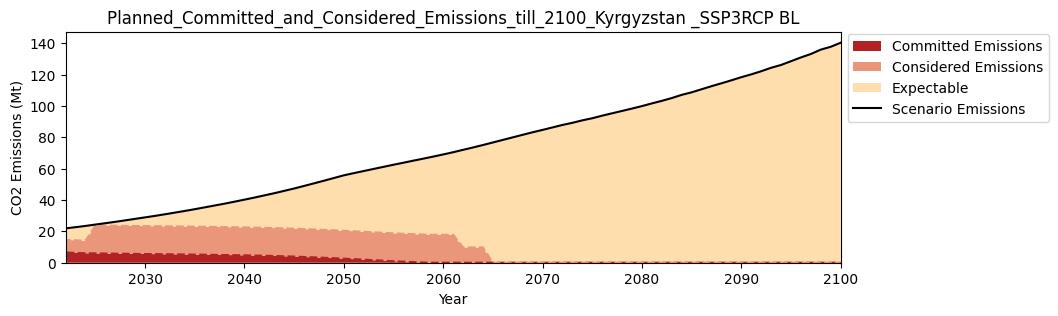 Planned_Committed_and_Considered_Emissions_till_2100_Kyrgyzstan _SSP3RCP BL
CO2 Emissions (Mt)
140
120
100
80
60
40
20
0
2030
2040
2050
2060
2070
2080
2090
2100
Year
Committed Emissions
Considered Emissions
Expectable
Scenario Emissions